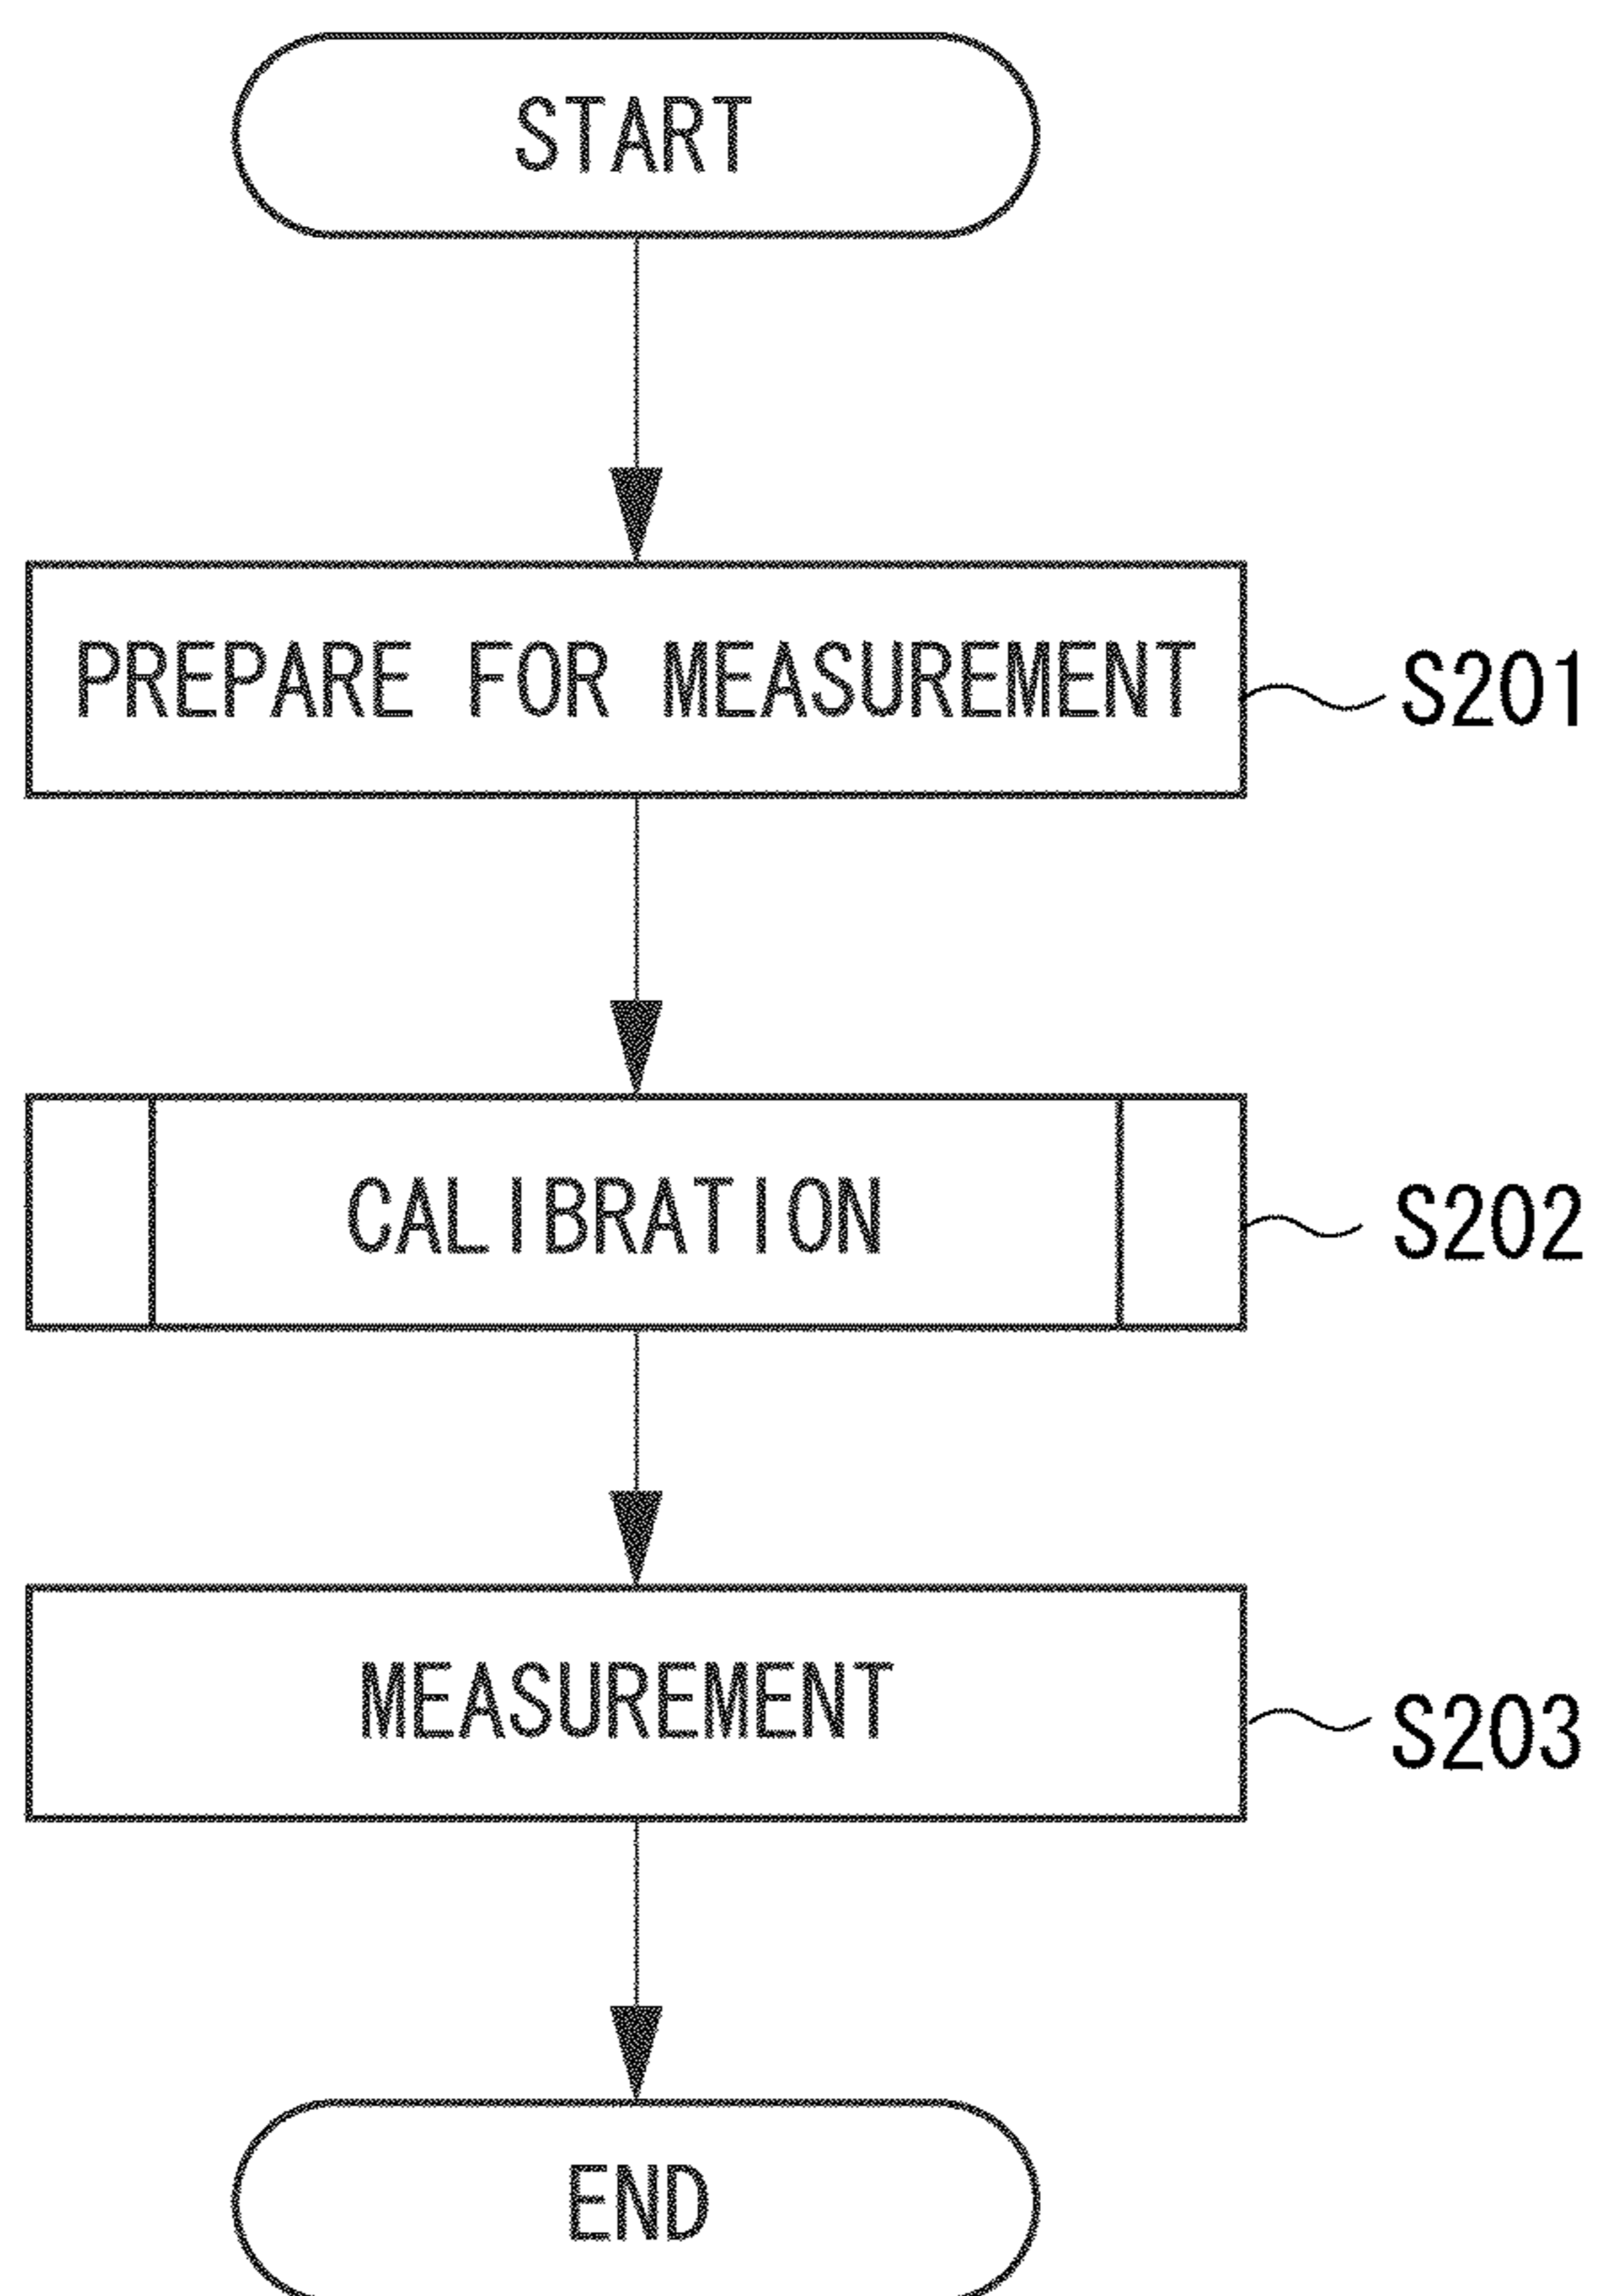 START
PREPARE FOR MEASUREMENT
S201
CALIBRATION
S202
MEASUREMENT
S203
END